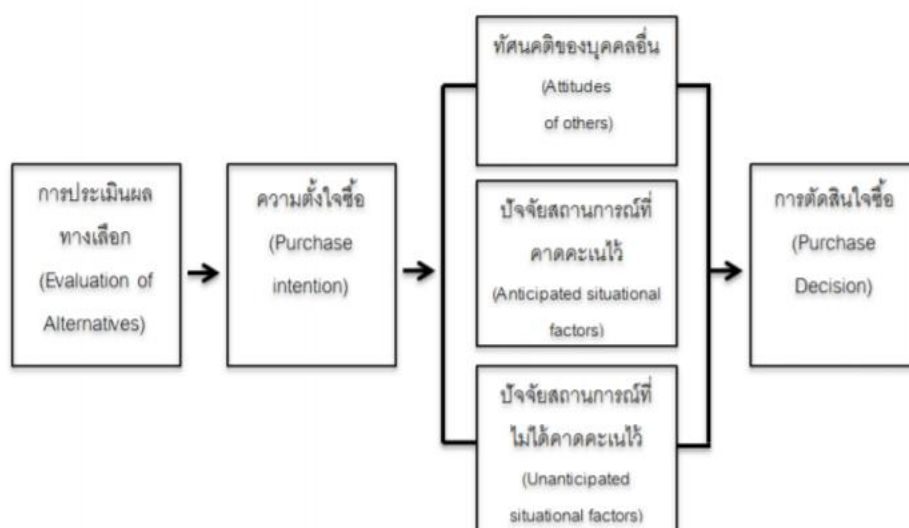 การประเมินผล
ทางเลือก
(Evaluation of
Alternatives)
ความตั้งใจซื้อ
(Purchase
intention)
ทัศนคติของบุคคลอื่น
(Attitudes
of others)
ปัจจัยสถานการณ์ที่
คาดคะเนไว้
(Anticipated situational
factors)
ปัจจัยสถานการณ์ที่
ไม่ได้คาดคะเนไว้
(Unanticipated
situational factors)
การตัดสินใจซื้อ
(Purchase
Decision)